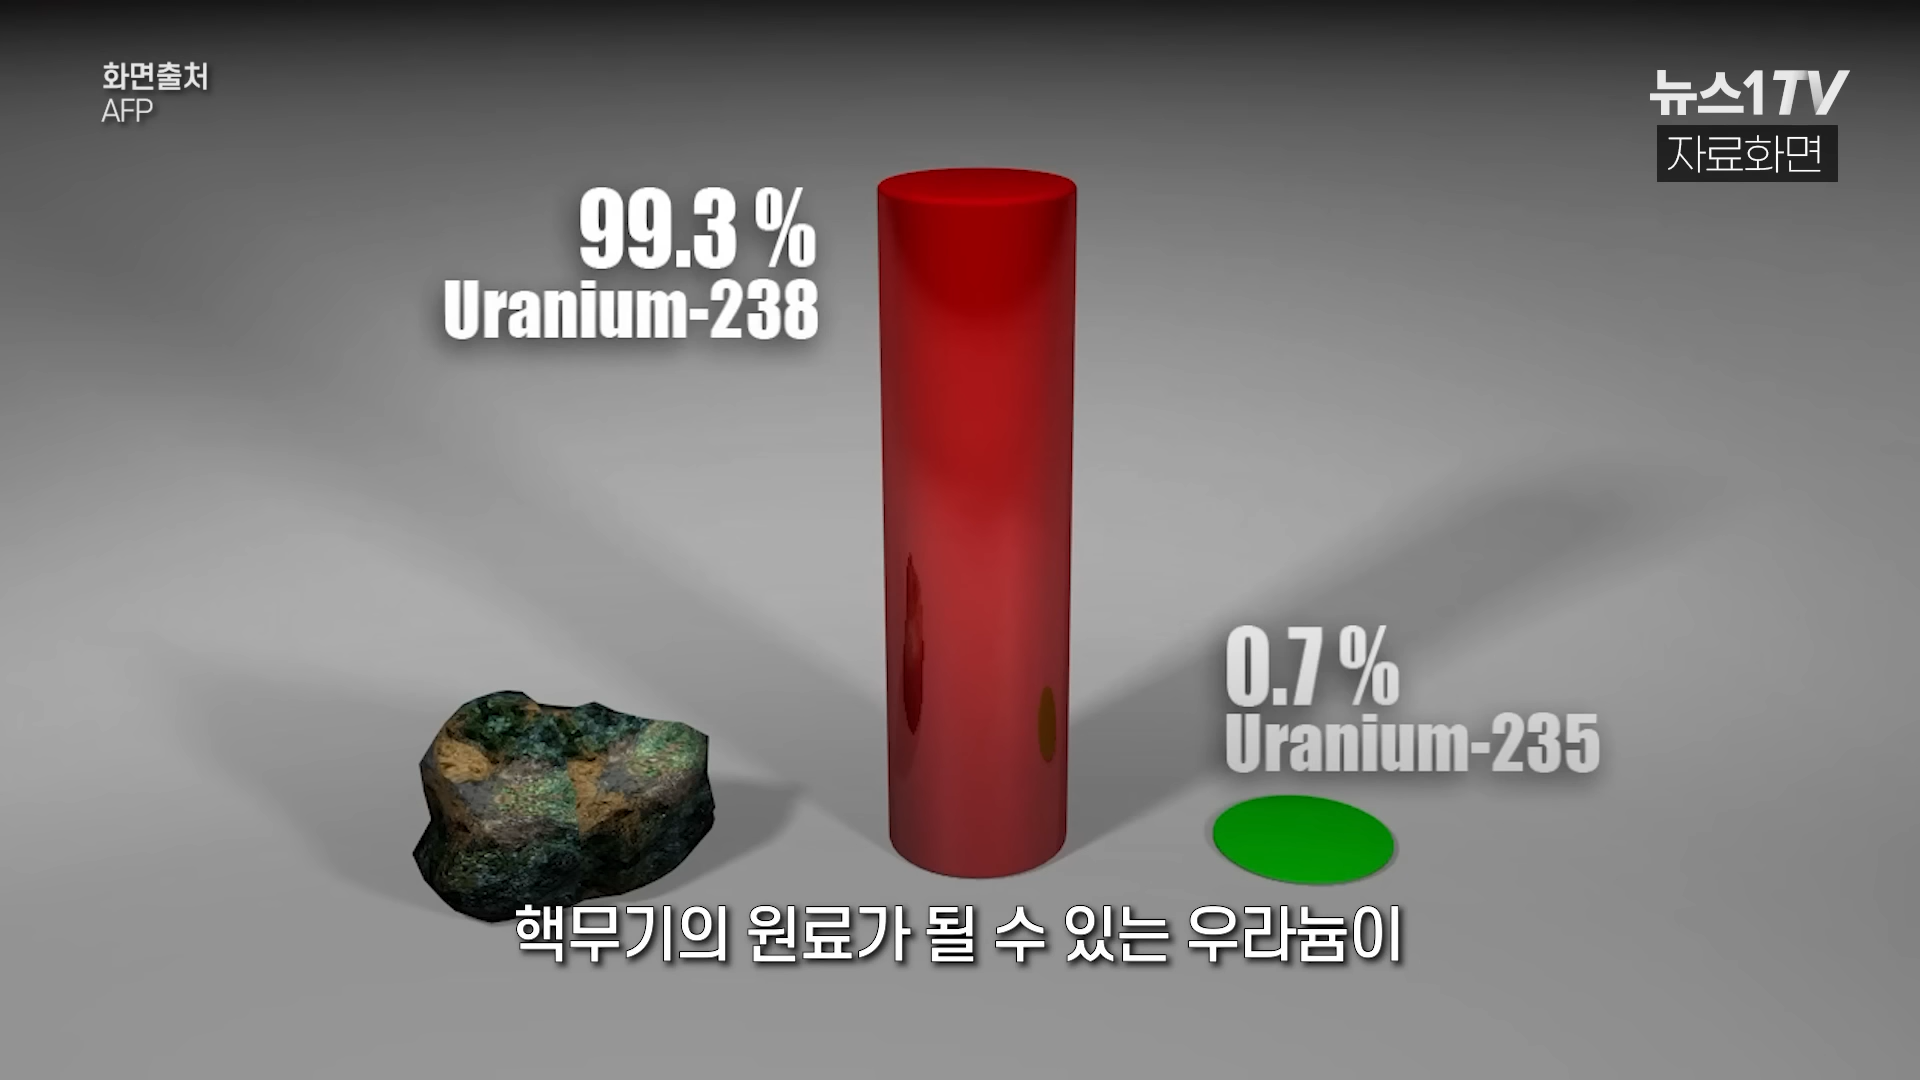 화면출처
AFP
뉴스1TV
자료화면
99.3 %
Uranium-238
0.7 %
Uranium-235
핵무기의 원료가 될 수 있는 우라늄이